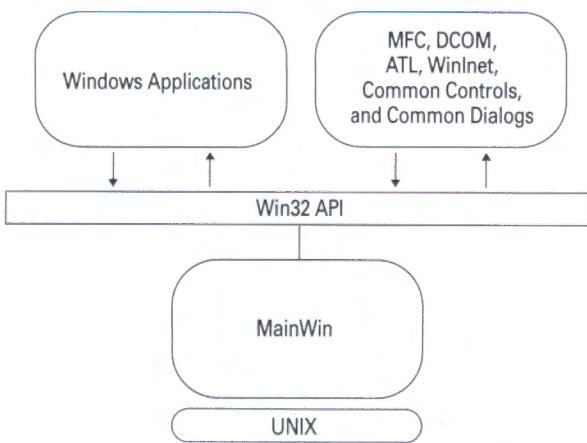 Windows Applications
MFC, DCOM,
ATL, WinInet,
Common Controls,
and Common Dialogs
Win32 API
MainWin
UNIX